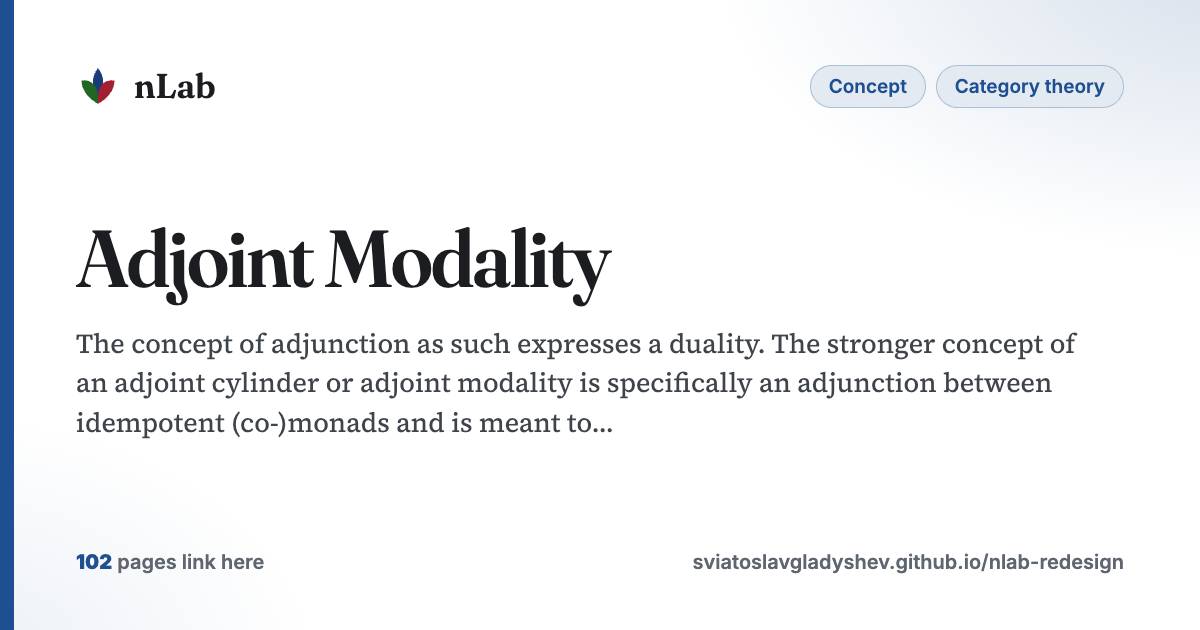 nLab
Concept
Category theory
Adjoint Modality
The concept of adjunction as such expresses a duality. The stronger concept of
an adjoint cylinder or adjoint modality is specifically an adjunction between
idempotent (co-)monads and is meant to...
102 pages link here
sviatoslavgladyshev.github.io/nlab-redesign